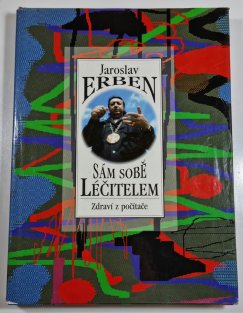 Jaroslav
ERBEN
SÁM SOBĚ
LÉČITELEM
Zdraví z počítače